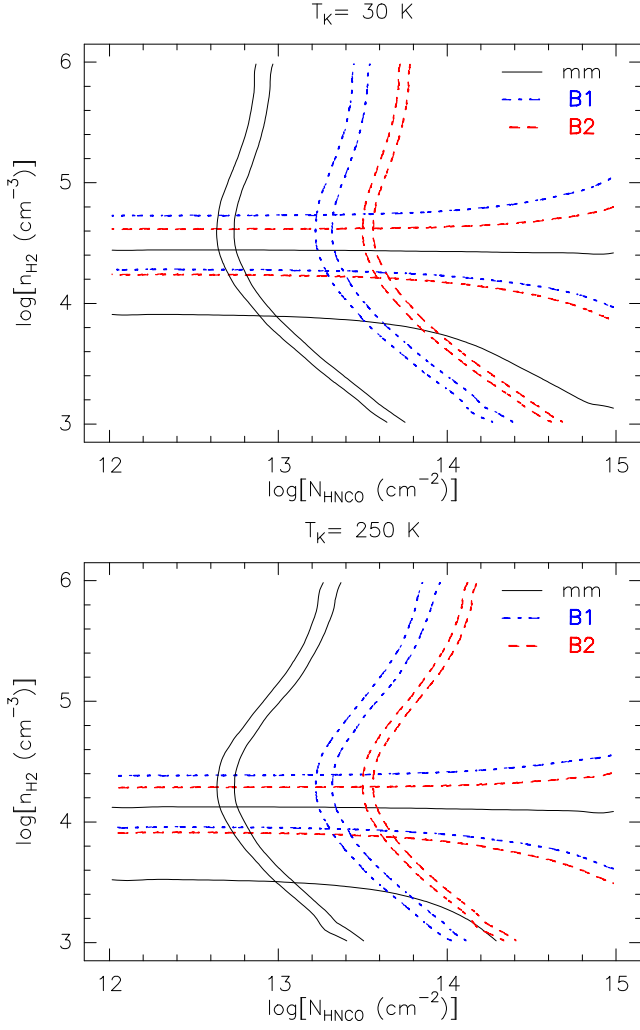 T_K= 30 K
6
5
4
3
log[n_H2 (cm^-3)]
mm
B1
B2
12 13 14 15
log[N_HNCO (cm^-2)]
T_K= 250 K
6
5
4
3
log[n_H2 (cm^-3)]
mm
B1
B2
12 13 14 15
log[N_HNCO (cm^-2)]